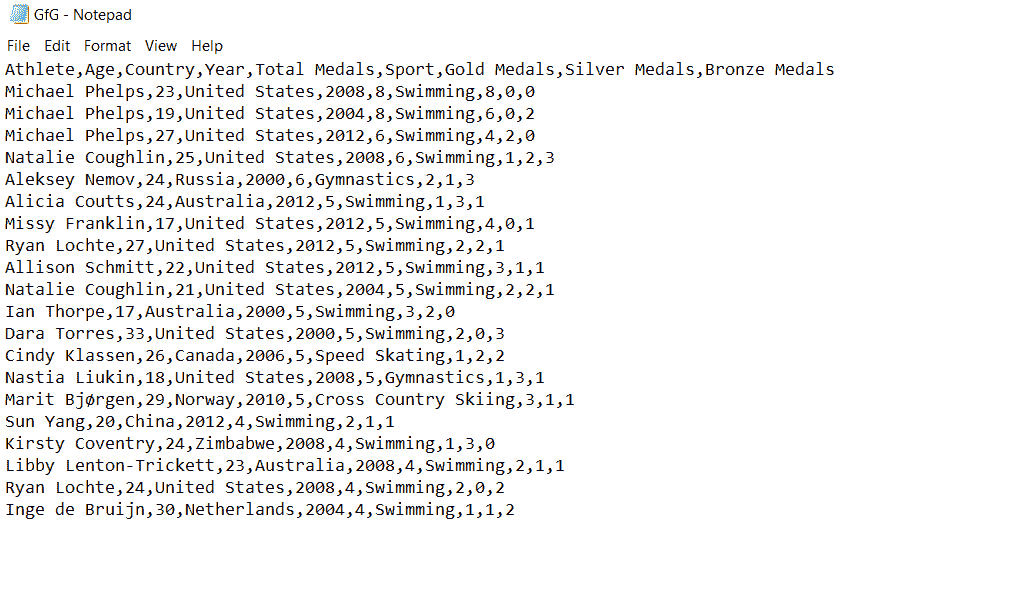 GfG - Notepad
File Edit Format View Help
Athlete,Age,Country,Year,Total Medals,Sport,Gold Medals,Silver Medals,Bronze Medals
Michael Phelps,23,United States,2008,8,Swimming,8,0,0
Michael Phelps,19,United States,2004,8,Swimming,6,0,2
Michael Phelps,27,United States,2012,6,Swimming,4,2,0
Natalie Coughlin,25,United States,2008,6,Swimming,1,2,3
Aleksey Nemov,24,Russia,2000,6,Gymnastics,2,1,3
Alicia Coutts,24,Australia,2012,5,Swimming,1,3,1
Missy Franklin,17,United States,2012,5,Swimming,4,0,1
Ryan Lochte,27,United States,2012,5,Swimming,2,2,1
Allison Schmitt,22,United States,2012,5,Swimming,3,1,1
Natalie Coughlin,21,United States,2004,5,Swimming,2,2,1
Ian Thorpe,17,Australia,2000,5,Swimming,3,2,0
Dara Torres,33,United States,2000,5,Swimming,2,0,3
Cindy Klassen,26,Canada,2006,5,Speed Skating,1,2,2
Nastia Liukin,18,United States,2008,5,Gymnastics,1,3,1
Marit Bjørgen,29,Norway,2010,5,Cross Country Skiing,3,1,1
Sun Yang,20,China,2012,4,Swimming,2,1,1
Kirsty Coventry,24,Zimbabwe,2008,4,Swimming,1,3,0
Libby Lenton-Trickett,23,Australia,2008,4,Swimming,2,1,1
Ryan Lochte,24,United States,2008,4,Swimming,2,0,2
Inge de Bruijn,30,Netherlands,2004,4,Swimming,1,1,2